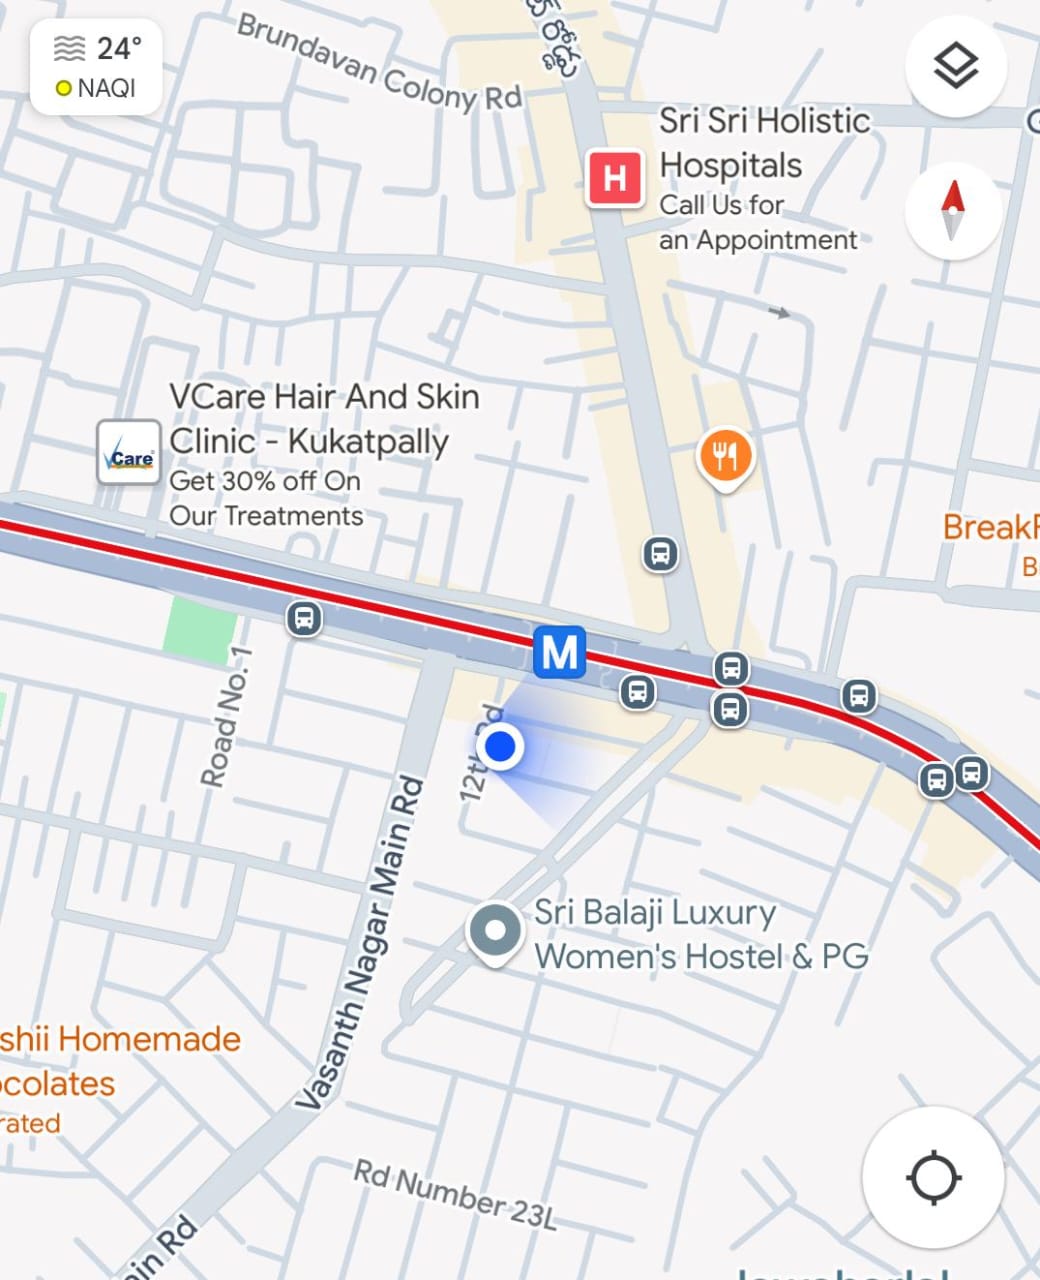 24°
NAQI
Brundavan Colony Rd
Sri Sri Holistic
Hospitals
Call Us for
an Appointment
H
VCare Hair And Skin
Clinic - Kukatpally
Get 30% off On
Our Treatments
VCare
M
Road No. 1
12th Rd
Vasanth Nagar Main Rd
Sri Balaji Luxury
Women's Hostel & PG
shii Homemade
ocolates
rated
Rd Number 23L
ain Rd